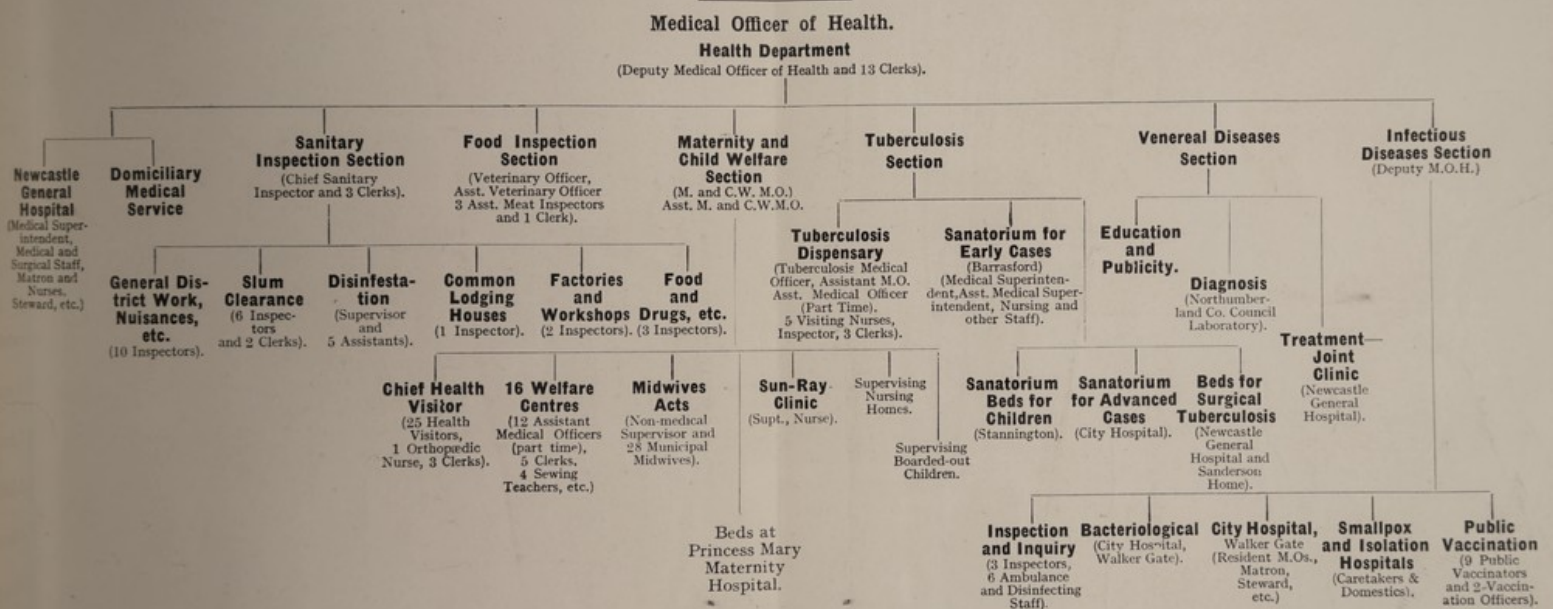 Medical Officer of Health.
Health Department
(Deputy Medical Officer of Health and 13 Clerks).
Newcastle
General
Hospital
(Medical Super-
intendent,
Medical and
Surgical Staff,
Matron and
Nurses,
Steward, etc.)
Domiciliary
Medical
Service
Sanitary
Inspection Section
(Chief Sanitary
Inspector and 3 Clerks).
Food Inspection
Section
(Veterinary Officer,
Asst. Veterinary Officer
3 Asst. Meat Inspectors
and 1 Clerk).
Maternity and
Child Welfare
Section
(M. and C.W. M.O.)
Asst. M. and C.W.M.O.
Tuberculosis
Section
Venereal Diseases
Section
Infectious
Diseases Section
(Deputy M.O.H.)
General Dis-
trict Work,
Nuisances,
etc.
(10 Inspectors).
Slum
Clearance
(6 Inspec-
tors
and 2 Clerks).
Disinfesta-
tion
(Supervisor
and
5 Assistants).
Common
Lodging
Houses
(1 Inspector).
Factories
and
Workshops
(2 Inspectors).
Food
and
Drugs, etc.
(3 Inspectors).
Tuberculosis
Dispensary
(Tuberculosis Medical
Officer, Assistant M.O.
Asst. Medical Officer
(Part Time).
5 Visiting Nurses,
Inspector, 3 Clerks).
Sanatorium for
Early Cases
(Barrasford)
(Medical Superinten-
dent, Asst. Medical Super-
intendent, Nursing and
other Staff).
Education
and
Publicity.
Diagnosis
(Northumber-
land Co. Council
Laboratory).
Treatment—
Joint
Clinic
(Newcastle
General
Hospital).
Chief Health
Visitor
(25 Health
Visitors,
1 Orthopædic
Nurse, 3 Clerks).
16 Welfare
Centres
(12 Assistant
Medical Officers
(part time),
5 Clerks,
4 Sewing
Teachers, etc.)
Midwives
Acts
(Non-medical
Supervisor and
28 Municipal
Midwives).
Beds at
Princess Mary
Maternity
Hospital.
Sun-Ray
Clinic
(Supt., Nurse).
Supervising
Nursing
Homes.
Supervising
Boarded-out
Children.
Sanatorium
Beds for
Children
(Stannington).
Sanatorium
for Advanced
Cases
(City Hospital).
Beds for
Surgical
Tuberculosis
(Newcastle
General
Hospital and
Sanderson
Home).
Inspection
and Inquiry
(3 Inspectors,
6 Ambulance
and Disinfecting
Staff).
Bacteriological
(City Hospital,
Walker Gate).
City Hospital,
Walker Gate
(Resident M.Os.,
Matron,
Steward,
etc.)
Smallpox
and Isolation
Hospitals
(Caretakers &
Domestics).
Public
Vaccination
(9 Public
Vaccinators
and 2 Vaccin-
ation Officers).